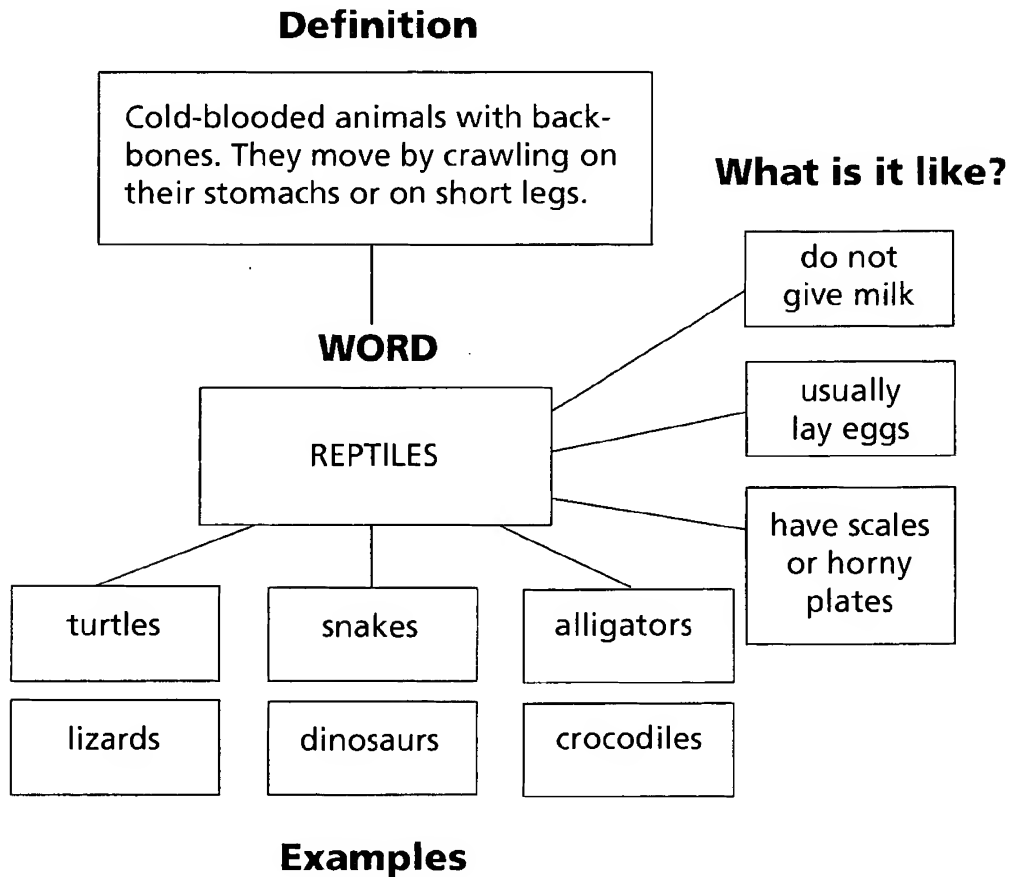 Definition
Cold-blooded animals with back-
bones. They move by crawling on
their stomachs or on short legs.
What is it like?
do not
give milk
WORD
usually
lay eggs
REPTILES
have scales
or horny
plates
turtles
snakes
alligators
lizards
dinosaurs
crocodiles
Examples